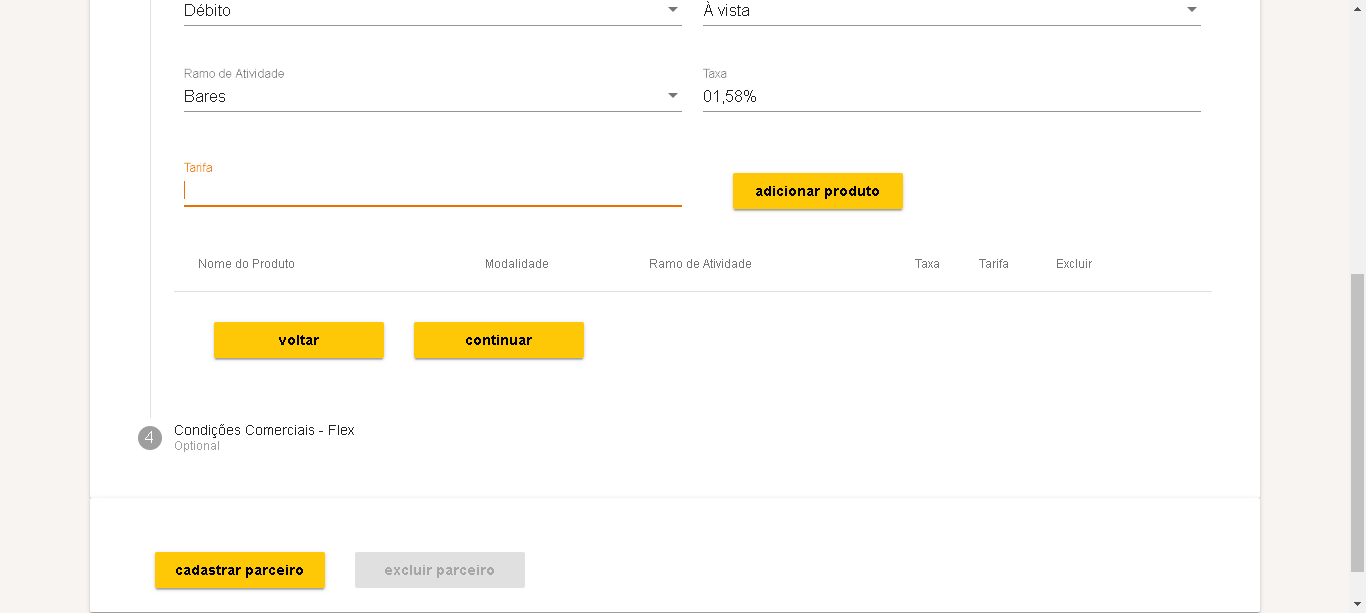 Débito
À vista
Ramo de Atividade
Taxa
Bares
01,58%
Tarifa
adicionar produto
Nome do Produto Modalidade Ramo de Atividade Taxa Tarifa Excluir
voltar continuar
4 Condições Comerciais - Flex
Optional
cadastrar parceiro excluir parceiro